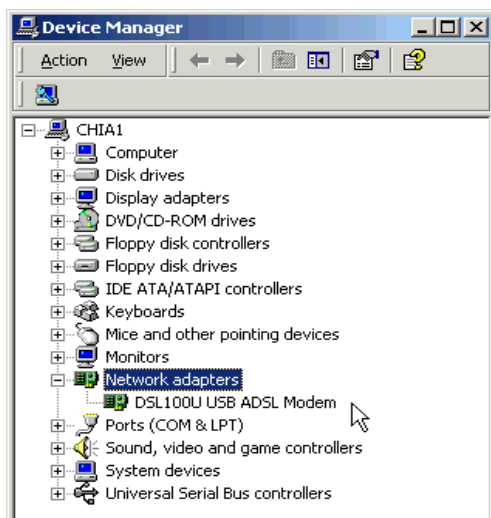 Device Manager
Action View
CHIA1
Computer
Disk drives
Display adapters
DVD/CD-ROM drives
Floppy disk controllers
Floppy disk drives
IDE ATA/ATAPI controllers
Keyboards
Mice and other pointing devices
Monitors
Network adapters
DSL100U USB ADSL Modem
Ports (COM & LPT)
Sound, video and game controllers
System devices
Universal Serial Bus controllers